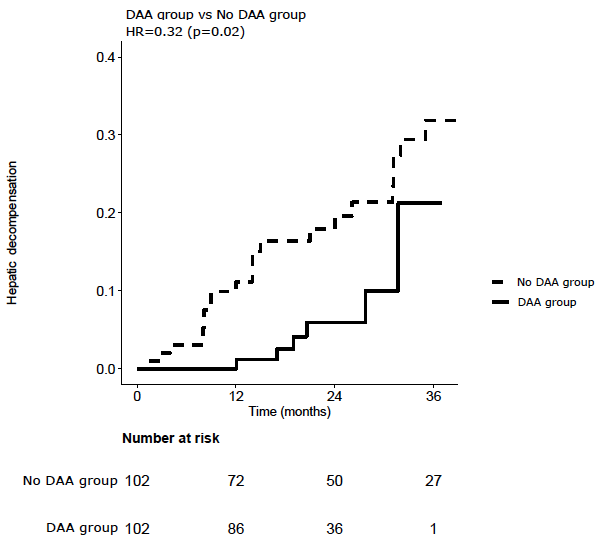 DAA group vs No DAA group
HR=0.32 (p=0.02)
0.4
0.3
0.2
0.1
0.0
Hepatic decompensation
0 12 24 36
Time (months)
No DAA group
DAA group
Number at risk
No DAA group 102 72 50 27
DAA group 102 86 36 1